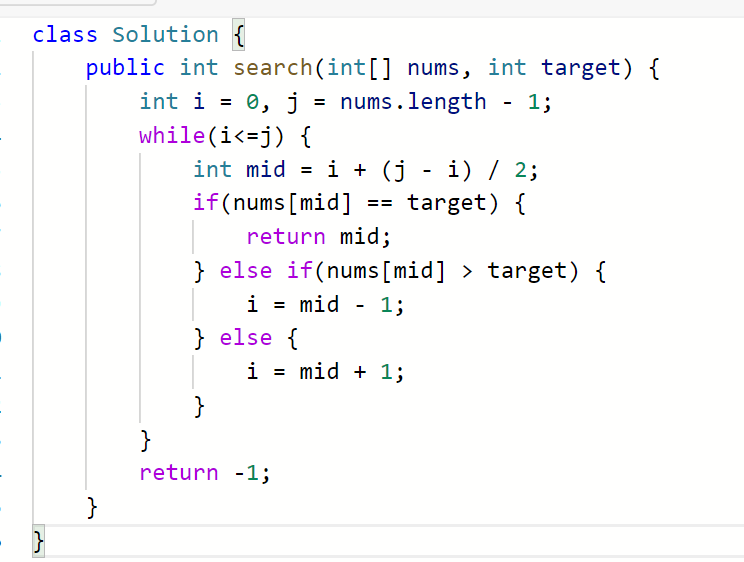 class Solution {
    public int search(int[] nums, int target) {
        int i = 0, j = nums.length - 1;
        while(i<=j) {
            int mid = i + (j - i) / 2;
            if(nums[mid] == target) {
                return mid;
            } else if(nums[mid] > target) {
                i = mid - 1;
            } else {
                i = mid + 1;
            }
        }
        return -1;
    }
}